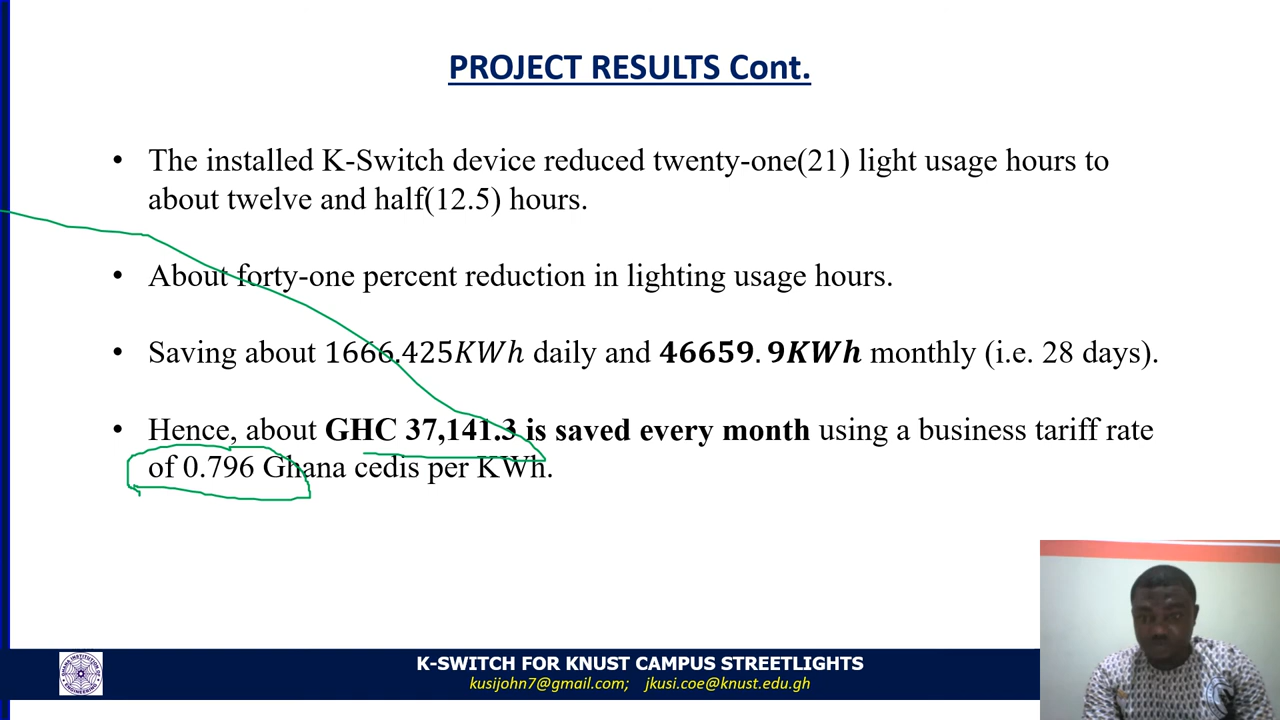 PROJECT RESULTS Cont.
• The installed K-Switch device reduced twenty-one(21) light usage hours to
about twelve and half(12.5) hours.
• About forty-one percent reduction in lighting usage hours.
• Saving about 1666.425KWh daily and 46659.9KWh monthly (i.e. 28 days).
• Hence, about GHC 37,141.3 is saved every month using a business tariff rate
of 0.796 Ghana cedis per KWh.
K-SWITCH FOR KNUST CAMPUS STREETLIGHTS
kusijohn7@gmail.com; jkusi.coe@knust.edu.gh